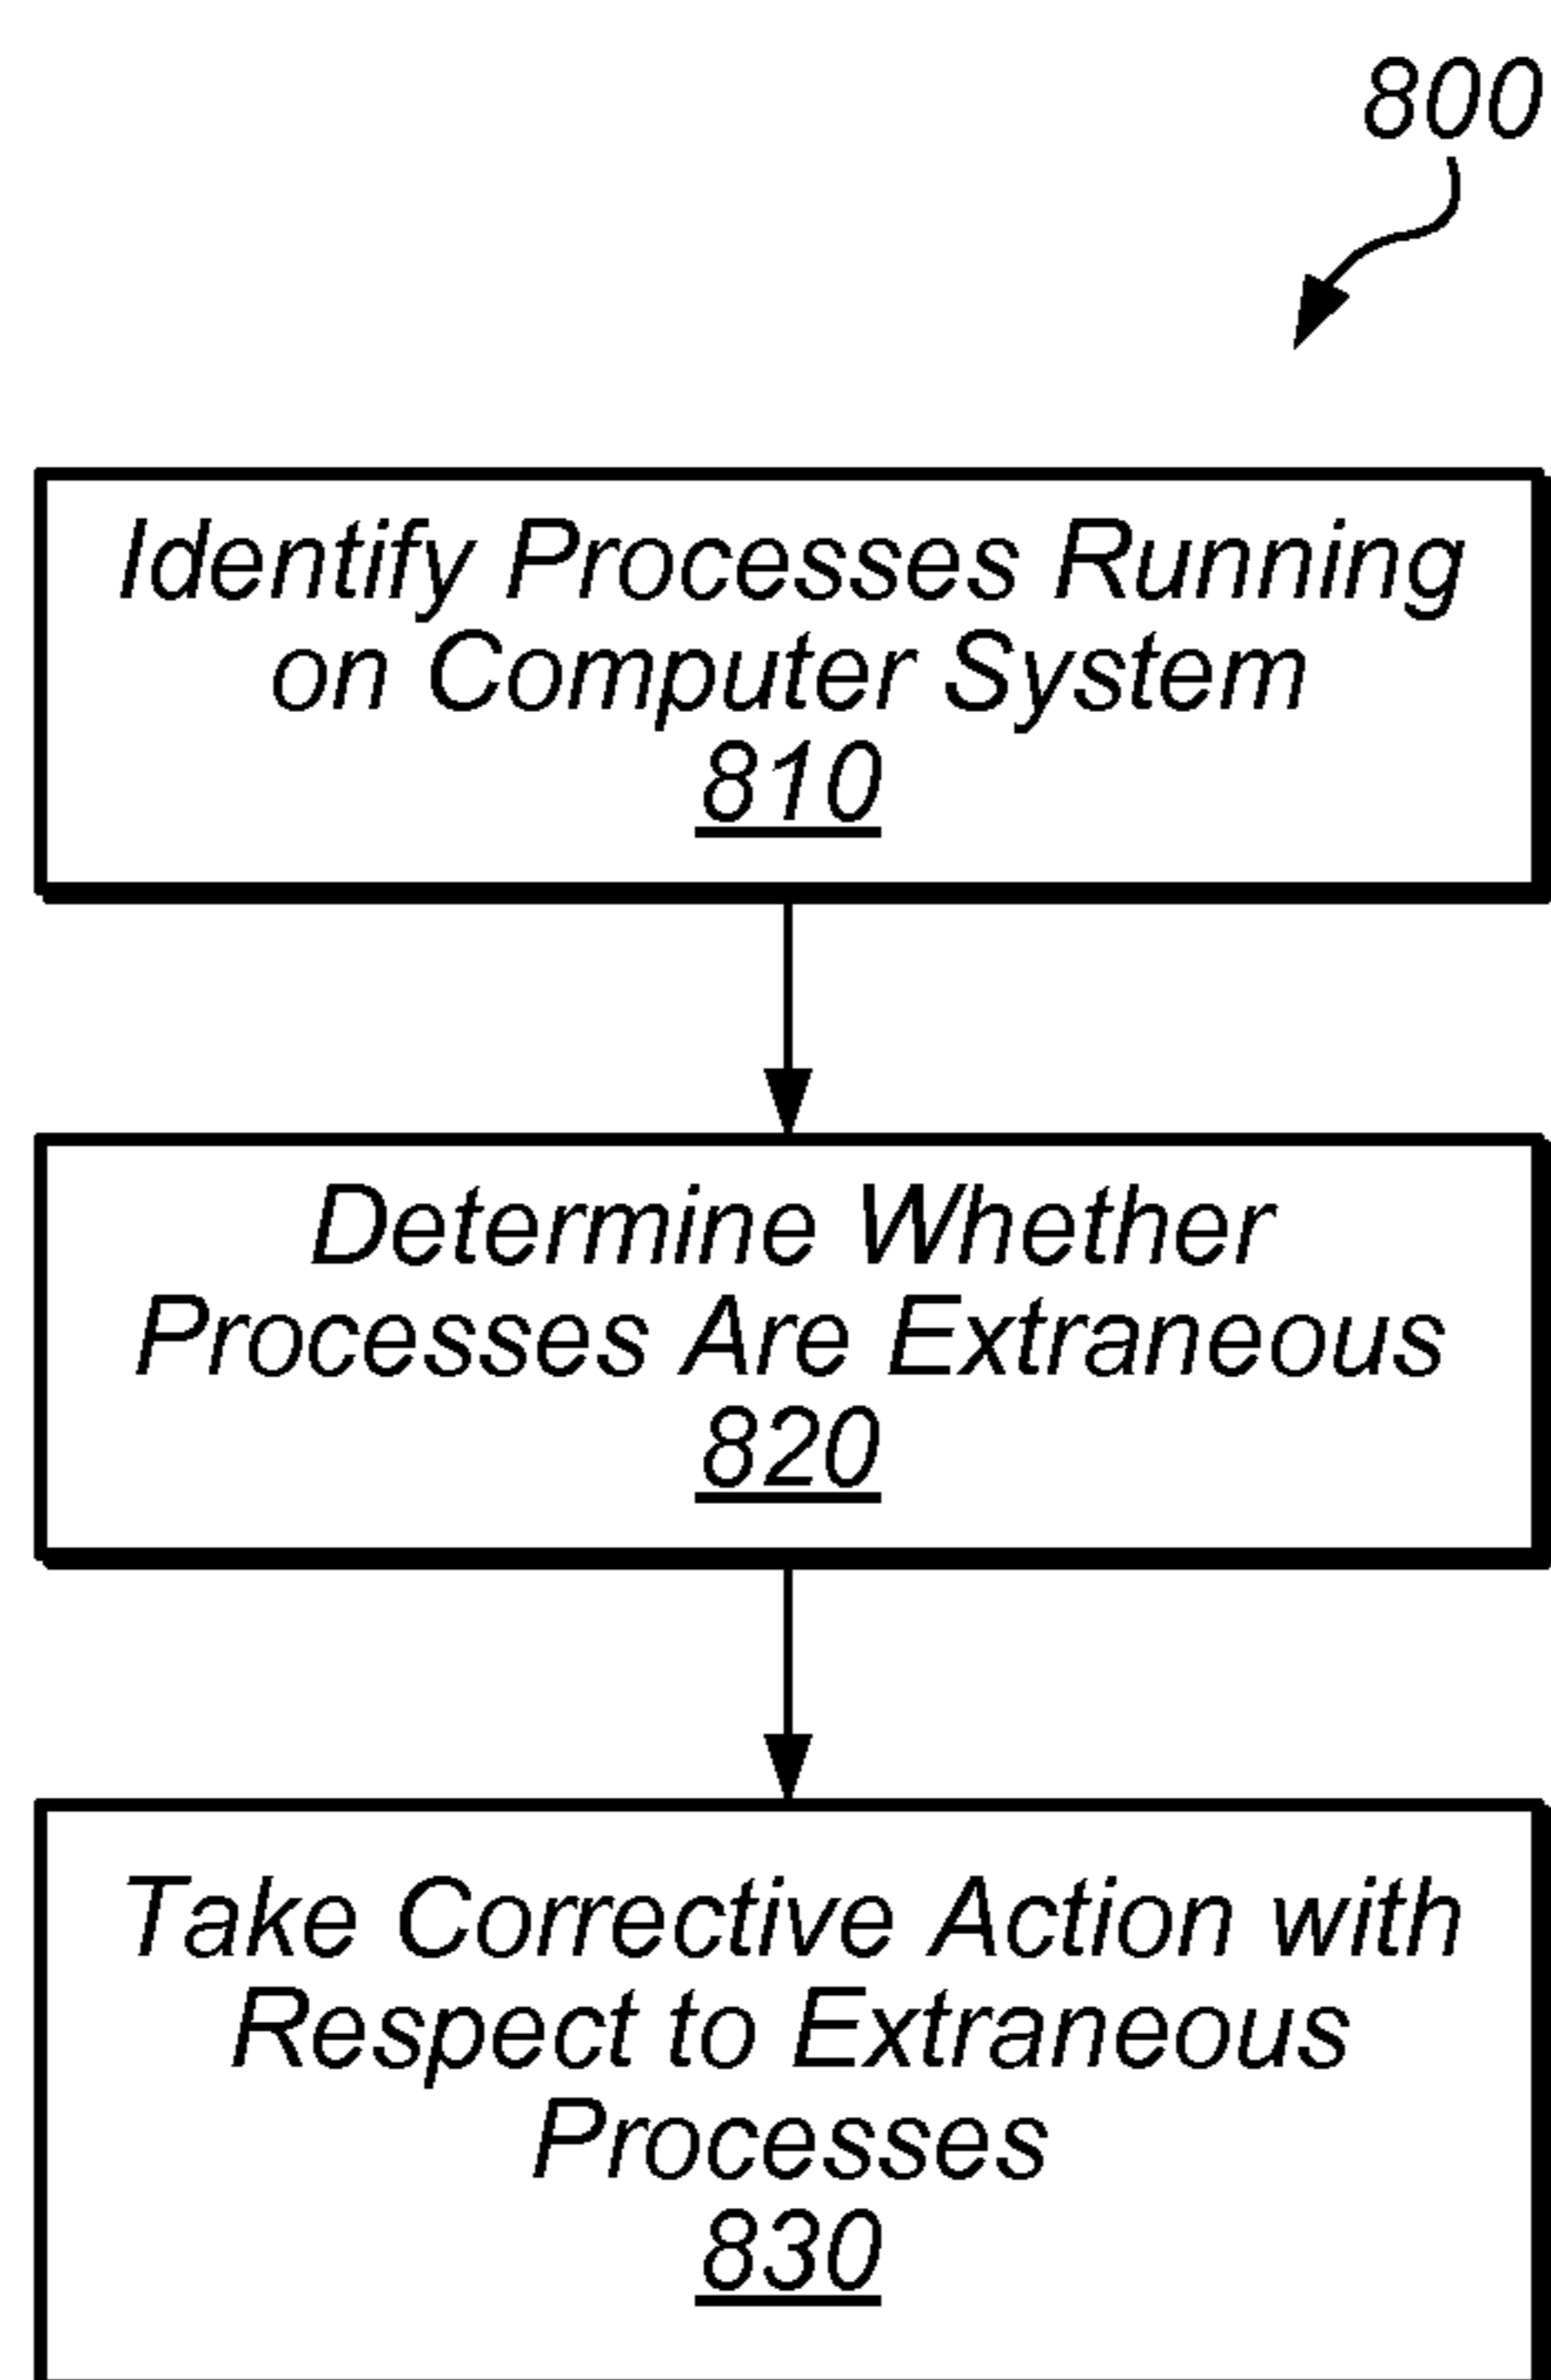 800
Identify Processes Running
on Computer System
810
Determine Whether
Processes Are Extraneous
820
Take Corrective Action with
Respect to Extraneous
Processes
830